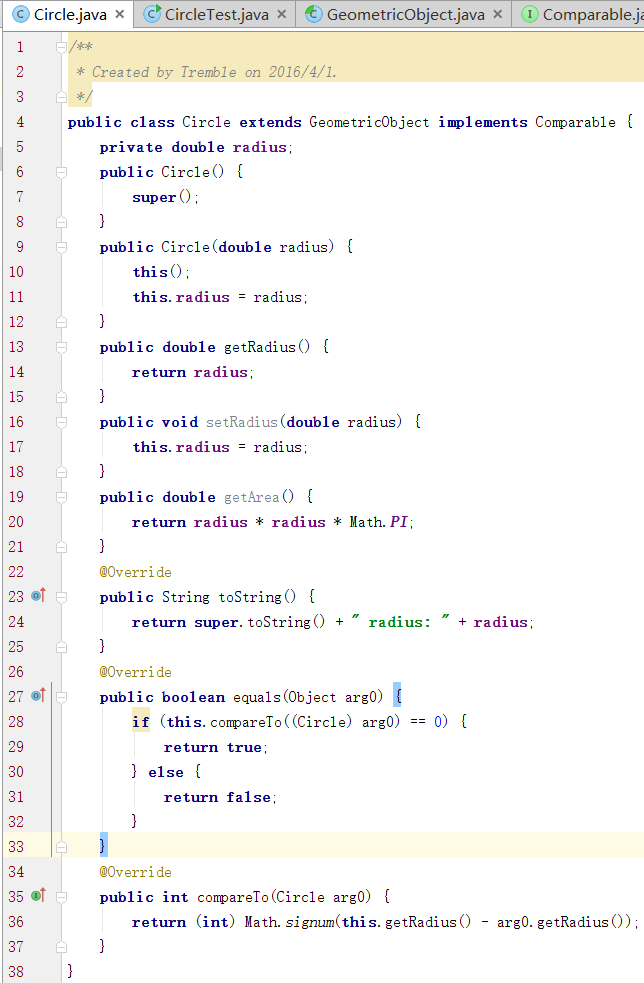 Circle.java × CircleTest.java × GeometricObject.java × Comparable.ja
1 /**
2 * Created by Tremble on 2016/4/1.
3 */
4 public class Circle extends GeometricObject implements Comparable {
5 private double radius;
6 public Circle() {
7 super();
8 }
9 public Circle(double radius) {
10 this();
11 this.radius = radius;
12 }
13 public double getRadius() {
14 return radius;
15 }
16 public void setRadius(double radius) {
17 this.radius = radius;
18 }
19 public double getArea() {
20 return radius * radius * Math.PI;
21 }
22 @Override
23 public String toString() {
24 return super.toString() + " radius: " + radius;
25 }
26 @Override
27 public boolean equals(Object arg0) {
28 if (this.compareTo((Circle) arg0) == 0) {
29 return true;
30 } else {
31 return false;
32 }
33 }
34 @Override
35 public int compareTo(Circle arg0) {
36 return (int) Math.signum(this.getRadius() - arg0.getRadius());
37 }
38 }